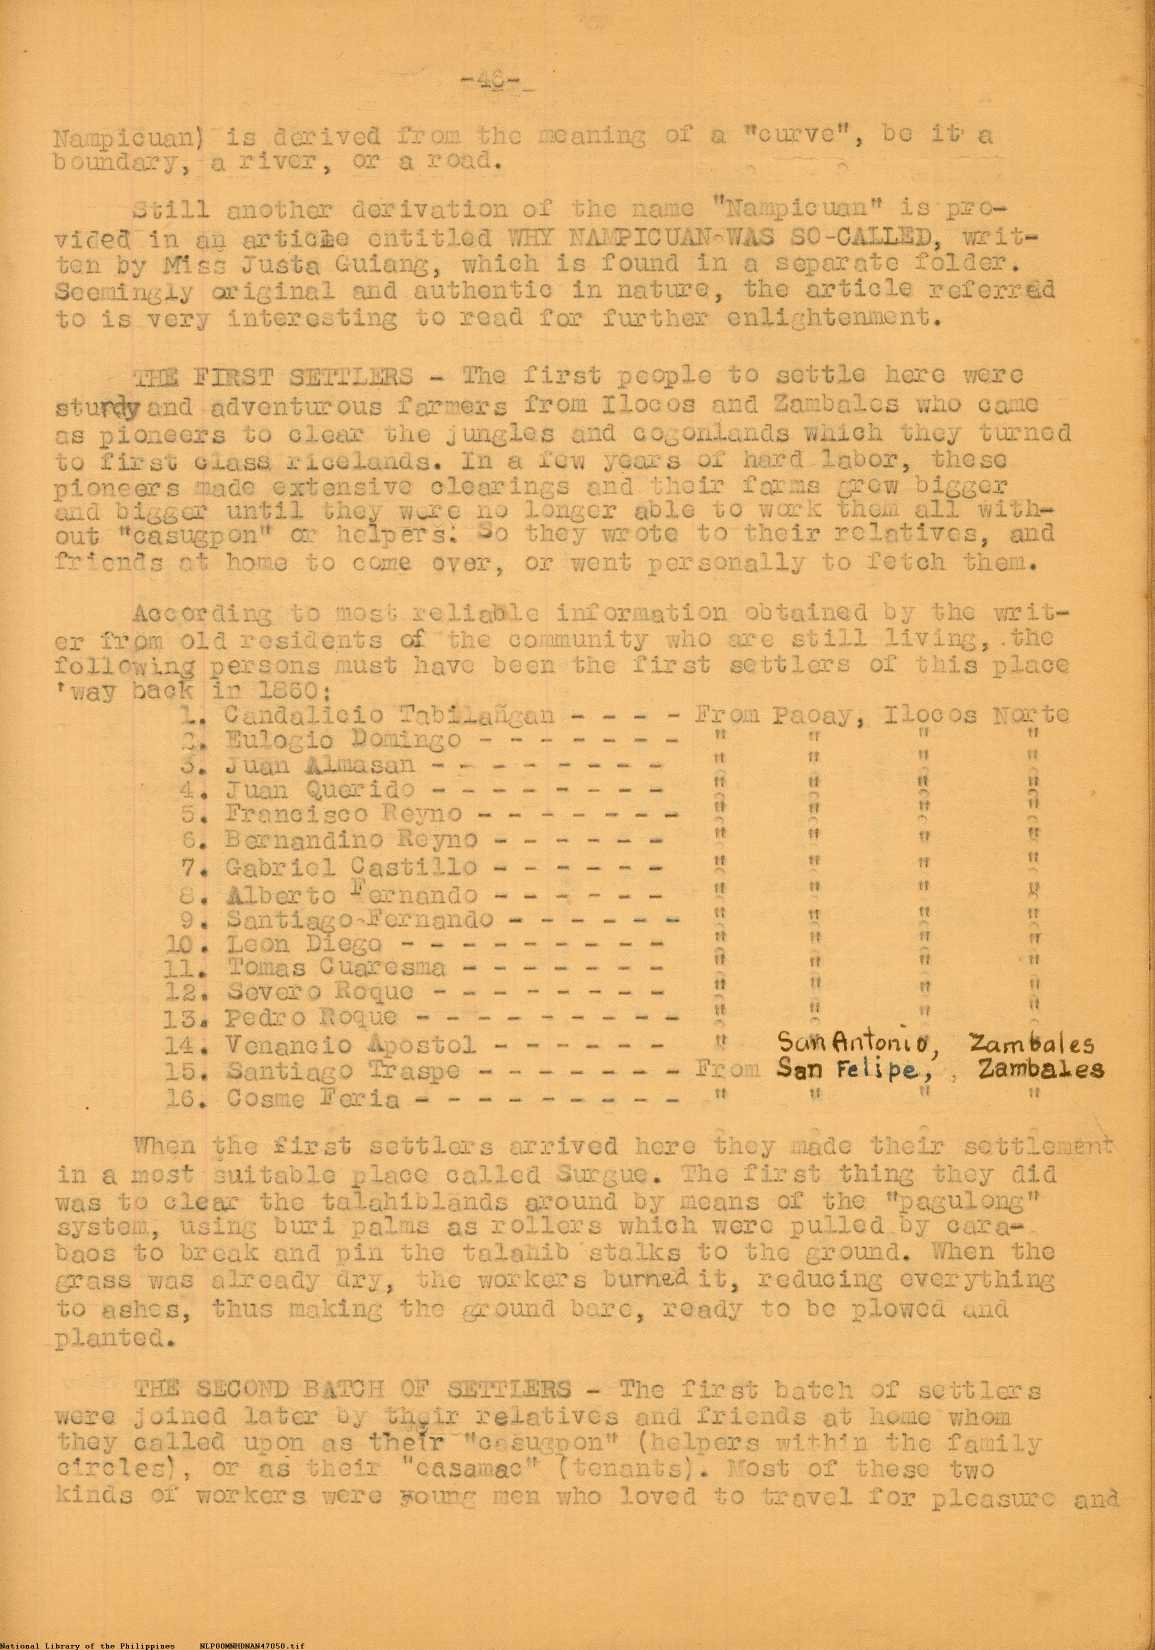 -46-
Nampicuan) is derived from the meaning of a "curve", be it a
boundary, a river, or a road.
Still another derivation of the name "Nampicuan" is pro-
vided in an article entitled WHY NAMPICUAN WAS SO-CALLED, writ-
ten by Miss Justa Guiang, which is found in a separate folder.
Seemingly original and authentic in nature, the article referred
to is very interesting to read for further enlightenment.
THE FIRST SETTLERS - The first people to settle here were
sturdy and adventurous farmers from Ilocos and Zambales who came
as pioneers to clear the jungles and cogonlands which they turned
to first class ricelands. In a few years of hard labor, these
pioneers made extensive clearings and their farms grew bigger
and bigger until they were no longer able to work them all with-
out "casugpon" or helpers. So they wrote to their relatives, and
friends at home to come over, or went personally to fetch them.
According to most reliable information obtained by the writ-
er from old residents of the community who are still living, the
following persons must have been the first settlers of this place
'way back in 1860:
1. Candalicio Tabilañgan - - - - From Paoay, Ilocos Norte
2. Eulogio Domingo - - - - - - - " " " "
3. Juan Almasan - - - - - - - - " " " "
4. Juan Querido - - - - - - - - " " " "
5. Francisco Reyno - - - - - - - " " " "
6. Bernandino Reyno - - - - - - " " " "
7. Gabriel Castillo - - - - - - " " " "
8. Alberto Fernando - - - - - - " " " "
9. Santiago Fernando - - - - - - " " " "
10. Leon Diego - - - - - - - - - " " " "
11. Tomas Cuaresma - - - - - - - " " " "
12. Severo Roque - - - - - - - - " " " "
13. Pedro Roque - - - - - - - - - " " " "
14. Venancio Apostol - - - - - - " San Antonio, Zambales
15. Santiago Traspe - - - - - - - From San Felipe, Zambales
16. Cosme Feria - - - - - - - - - " " " "
When the first settlers arrived here they made their settlement
in a most suitable place called Surgue. The first thing they did
was to clear the talahiblands around by means of the "pagulong"
system, using buri palms as rollers which were pulled by cara-
baos to break and pin the talahib stalks to the ground. When the
grass was already dry, the workers burned it, reducing everything
to ashes, thus making the ground bare, ready to be plowed and
planted.
THE SECOND BATCH OF SETTLERS - The first batch of settlers
were joined later by their relatives and friends at home whom
they called upon as their "casugpon" (helpers within the family
circles), or as their "casamac" (tenants). Most of these two
kinds of workers were young men who loved to travel for pleasure and
National Library of the Philippines NLP00MNHDNAN47050.tif